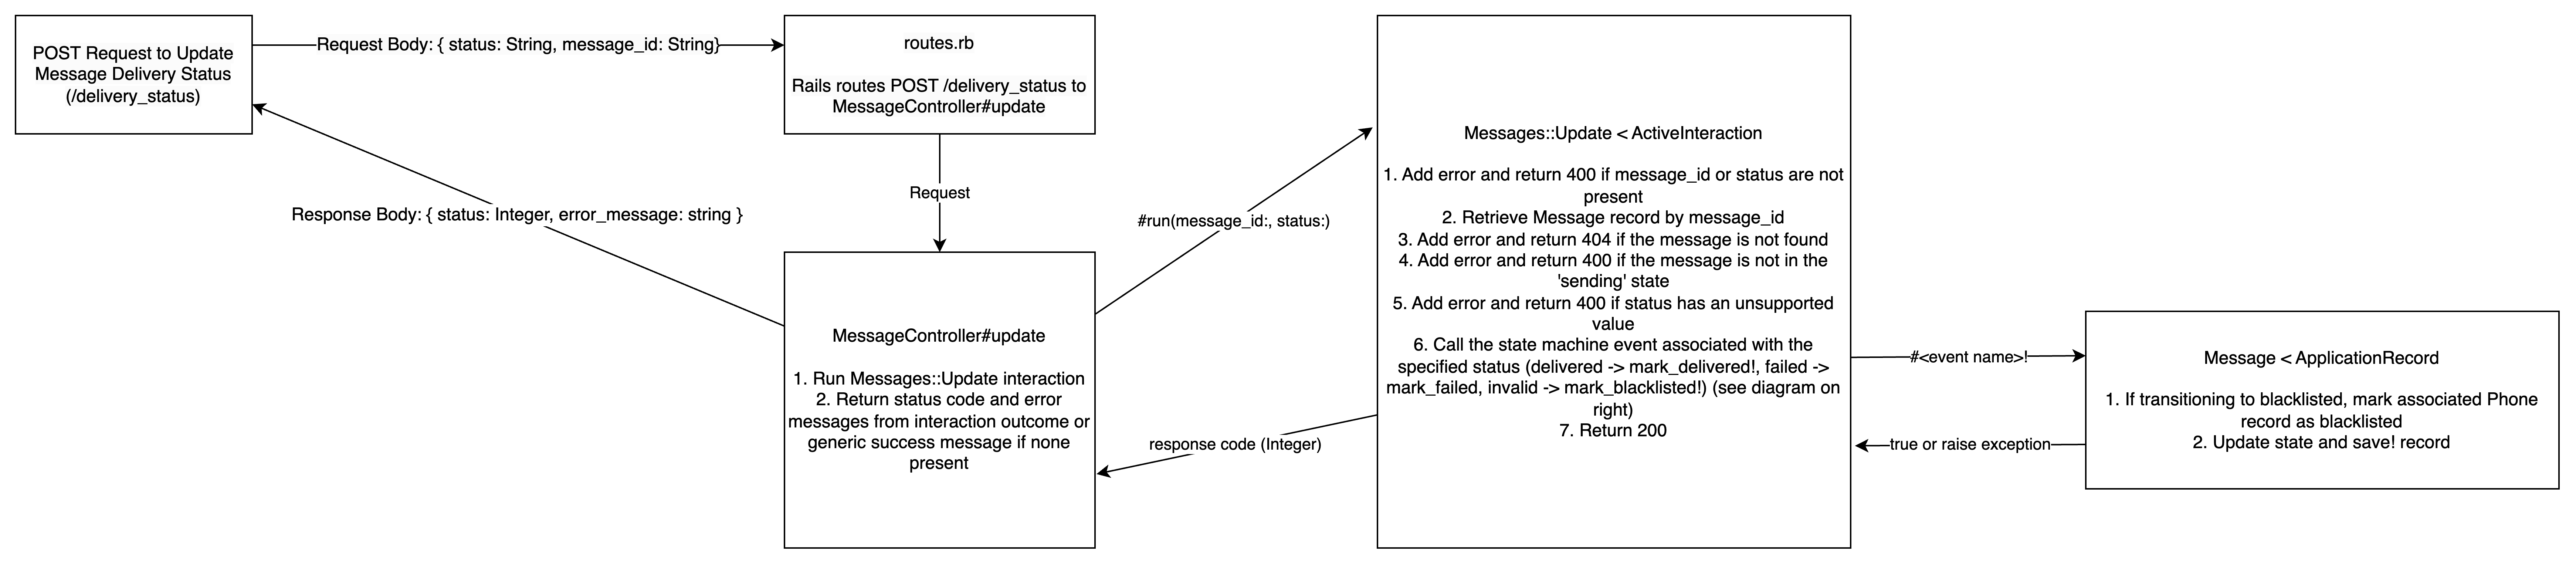 POST Request to Update
Message Delivery Status
(/delivery_status)
Request Body: { status: String, message_id: String}
routes.rb
Rails routes POST /delivery_status to
MessageController#update
Request
Response Body: { status: Integer, error_message: string }
MessageController#update
1. Run Messages::Update interaction
2. Return status code and error
messages from interaction outcome or
generic success message if none
present
#run(message_id:, status:)
response code (Integer)
Messages::Update < ActiveInteraction
1. Add error and return 400 if message_id or status are not
present
2. Retrieve Message record by message_id
3. Add error and return 404 if the message is not found
4. Add error and return 400 if the message is not in the
'sending' state
5. Add error and return 400 if status has an unsupported
value
6. Call the state machine event associated with the
specified status (delivered -> mark_delivered!, failed ->
mark_failed, invalid -> mark_blacklisted!) (see diagram on
right)
7. Return 200
#<event name>!
true or raise exception
Message < ApplicationRecord
1. If transitioning to blacklisted, mark associated Phone
record as blacklisted
2. Update state and save! record